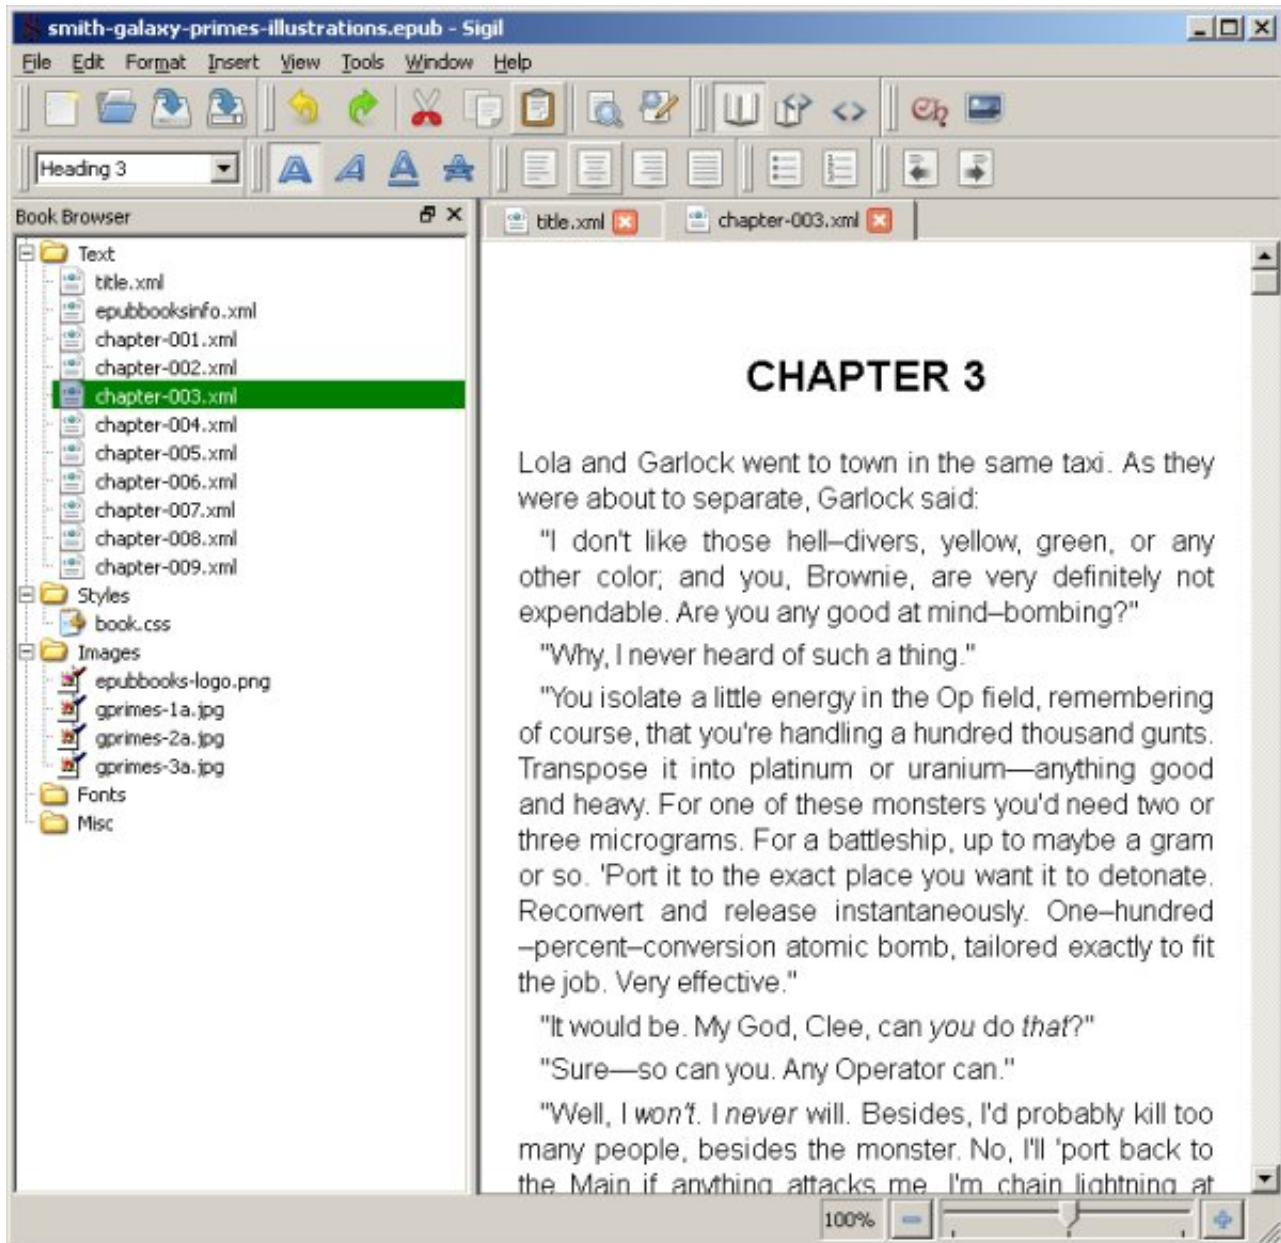 smith-galaxy-primes-illustrations.epub - Sigil
File Edit Format Insert View Tools Window Help
Heading 3
Book Browser
title.xml chapter-003.xml
Text
title.xml
epubbooksinfo.xml
chapter-001.xml
chapter-002.xml
chapter-003.xml
chapter-004.xml
chapter-005.xml
chapter-006.xml
chapter-007.xml
chapter-008.xml
chapter-009.xml
Styles
book.css
Images
epubbooks-logo.png
gprimes-1a.jpg
gprimes-2a.jpg
gprimes-3a.jpg
Fonts
Misc
CHAPTER 3
Lola and Garlock went to town in the same taxi. As they
were about to separate, Garlock said:
"I don't like those hell–divers, yellow, green, or any
other color; and you, Brownie, are very definitely not
expendable. Are you any good at mind–bombing?"
"Why, I never heard of such a thing."
"You isolate a little energy in the Op field, remembering
of course, that you're handling a hundred thousand gunts.
Transpose it into platinum or uranium—anything good
and heavy. For one of these monsters you'd need two or
three micrograms. For a battleship, up to maybe a gram
or so. 'Port it to the exact place you want it to detonate.
Reconvert and release instantaneously. One–hundred
–percent–conversion atomic bomb, tailored exactly to fit
the job. Very effective."
"It would be. My God, Clee, can you do that?"
"Sure—so can you. Any Operator can."
"Well, I won't. I never will. Besides, I'd probably kill too
many people, besides the monster. No, I'll 'port back to
the Main if anything attacks me. I'm chain lightning at
100%